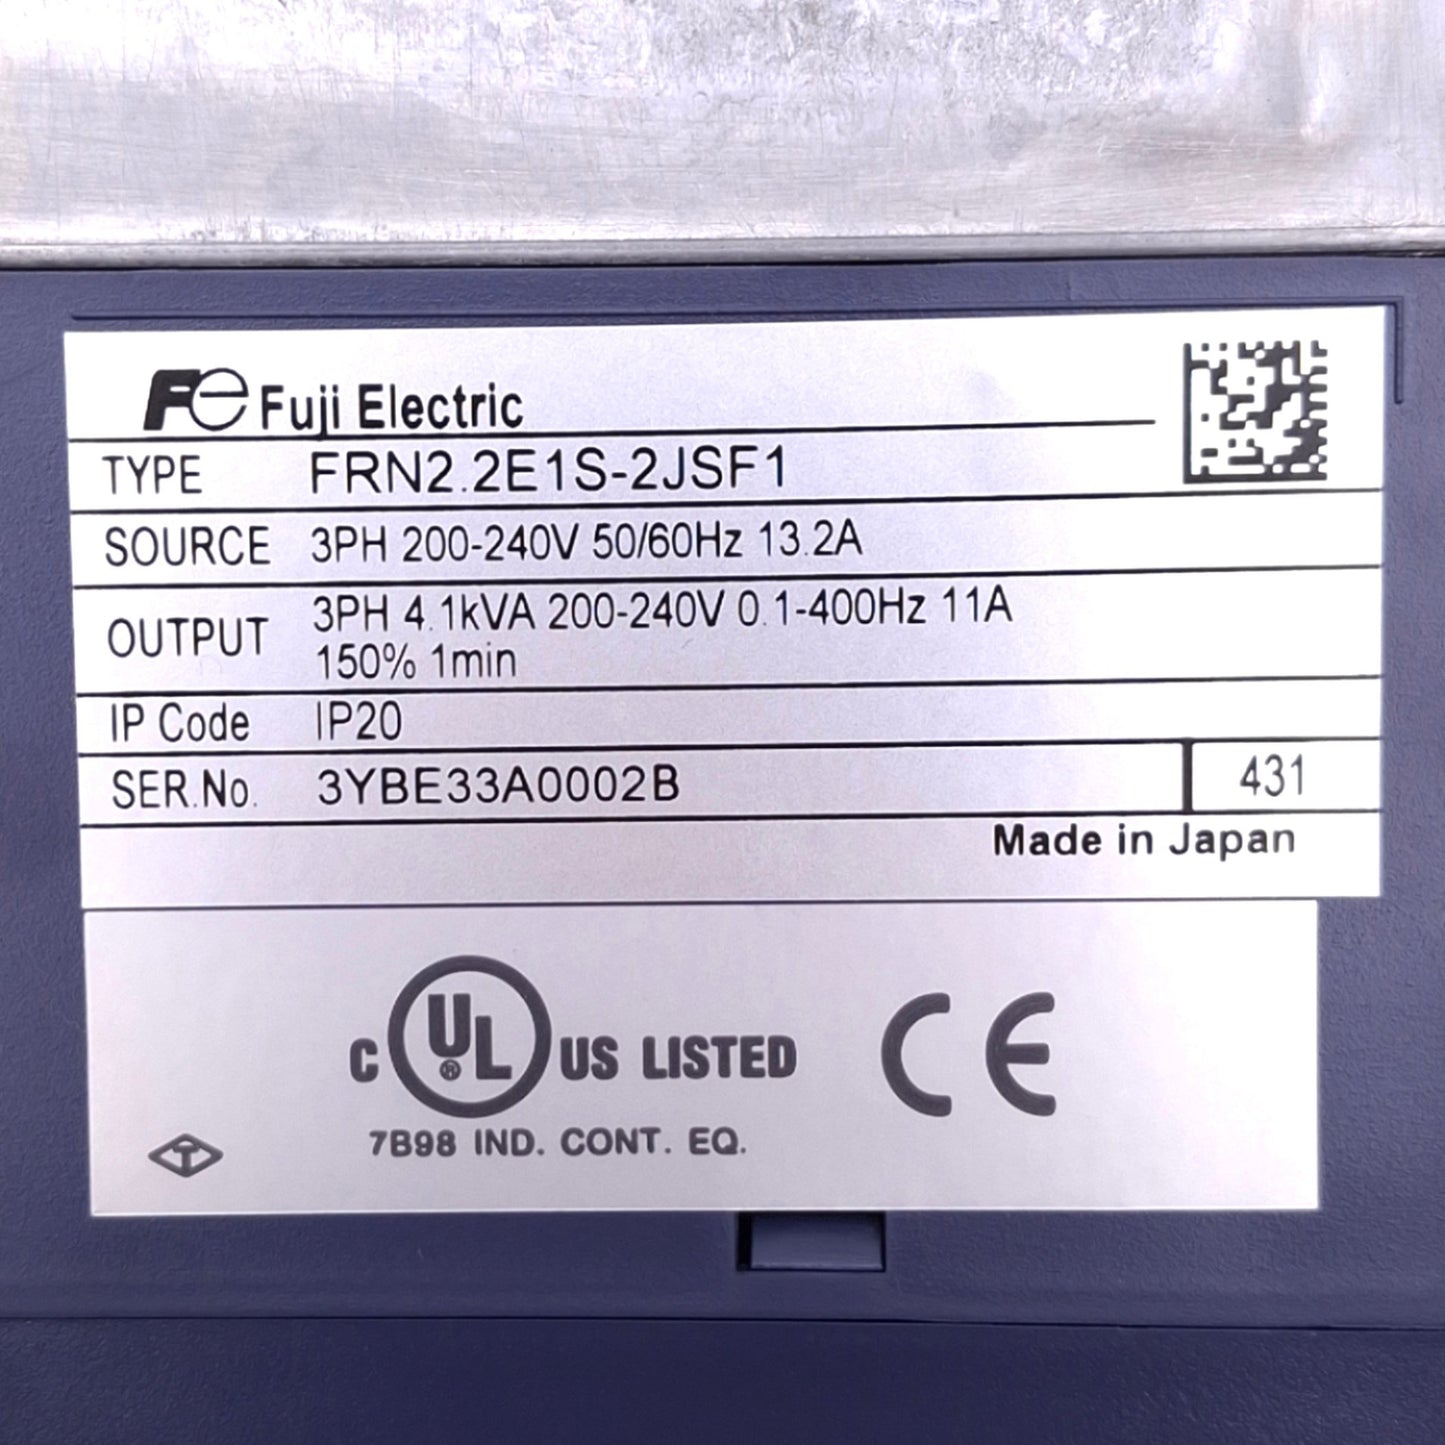 Fe Fuji Electric
TYPE FRN2.2E1S-2JSF1
SOURCE 3PH 200-240V 50/60Hz 13.2A
OUTPUT 3PH 4.1kVA 200-240V 0.1-400Hz 11A
150% 1min
IP Code IP20
SER.No. 3YBE33A0002B 431
Made in Japan
C UL ® US LISTED CE
7B98 IND. CONT. EQ.
T